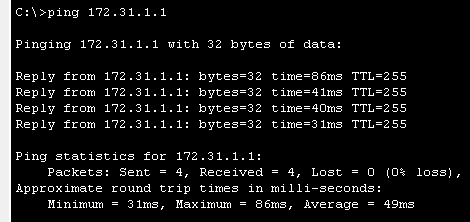 C:\>ping 172.31.1.1
Pinging 172.31.1.1 with 32 bytes of data:
Reply from 172.31.1.1: bytes=32 time=86ms TTL=255
Reply from 172.31.1.1: bytes=32 time=41ms TTL=255
Reply from 172.31.1.1: bytes=32 time=40ms TTL=255
Reply from 172.31.1.1: bytes=32 time=31ms TTL=255
Ping statistics for 172.31.1.1:
    Packets: Sent = 4, Received = 4, Lost = 0 (0% loss),
Approximate round trip times in milli-seconds:
    Minimum = 31ms, Maximum = 86ms, Average = 49ms